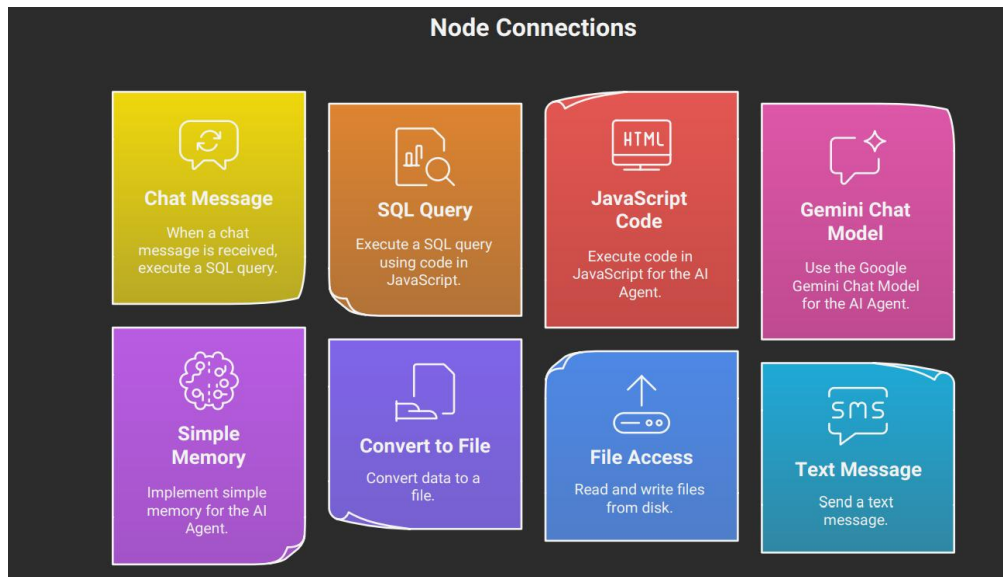 Node Connections
Chat Message
When a chat
message is received,
execute a SQL query.
SQL Query
Execute a SQL query
using code in
JavaScript.
HTML
JavaScript
Code
Execute code in
JavaScript for the AI
Agent.
Gemini Chat
Model
Use the Google
Gemini Chat Model
for the AI Agent.
Simple
Memory
Implement simple
memory for the AI
Agent.
Convert to File
Convert data to a
file.
File Access
Read and write files
from disk.
SMS
Text Message
Send a text
message.